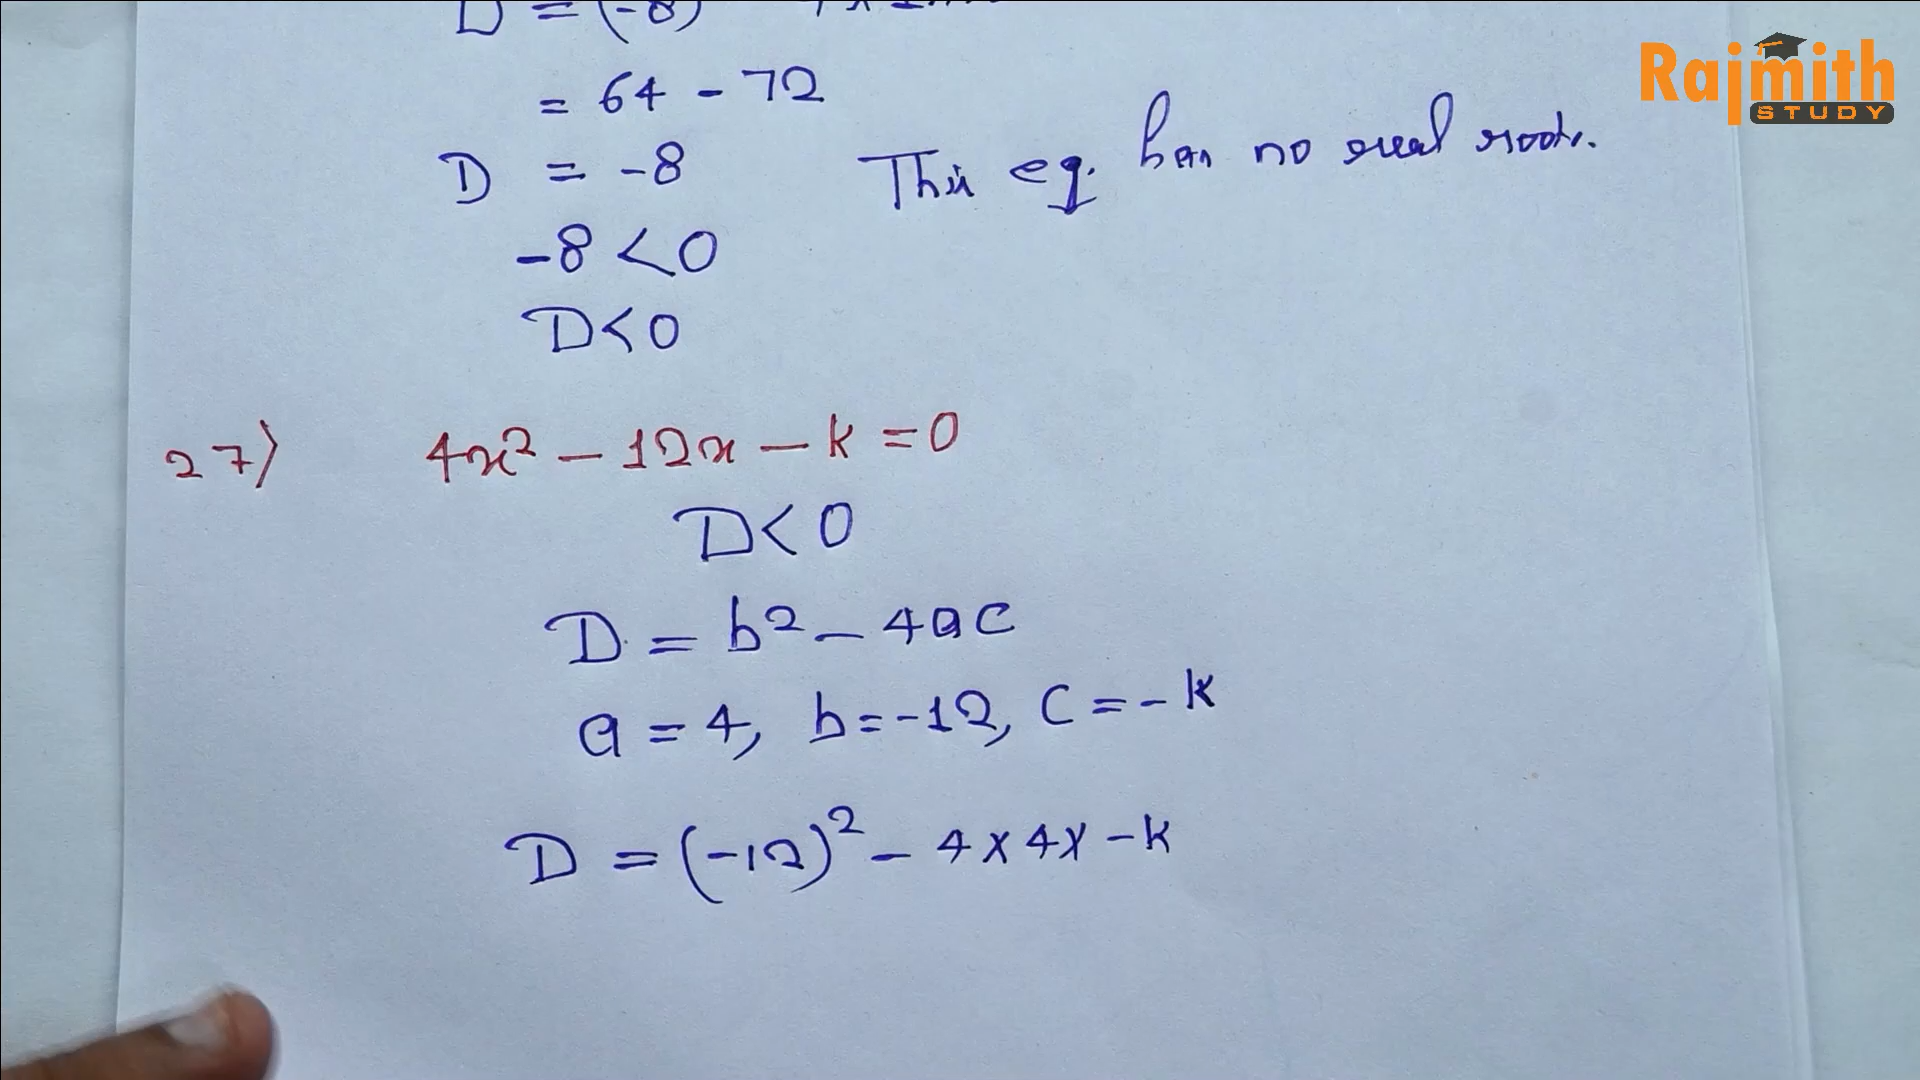 D = (-8)
= 64 - 72
D = -8
This eq. has no real roots.
-8 < 0
D < 0
27) 4x² - 12x - k = 0
D < 0
D = b² - 4ac
a = 4, b = -12, c = -k
D = (-12)² - 4 x 4 x - k
Rajmith
STUDY